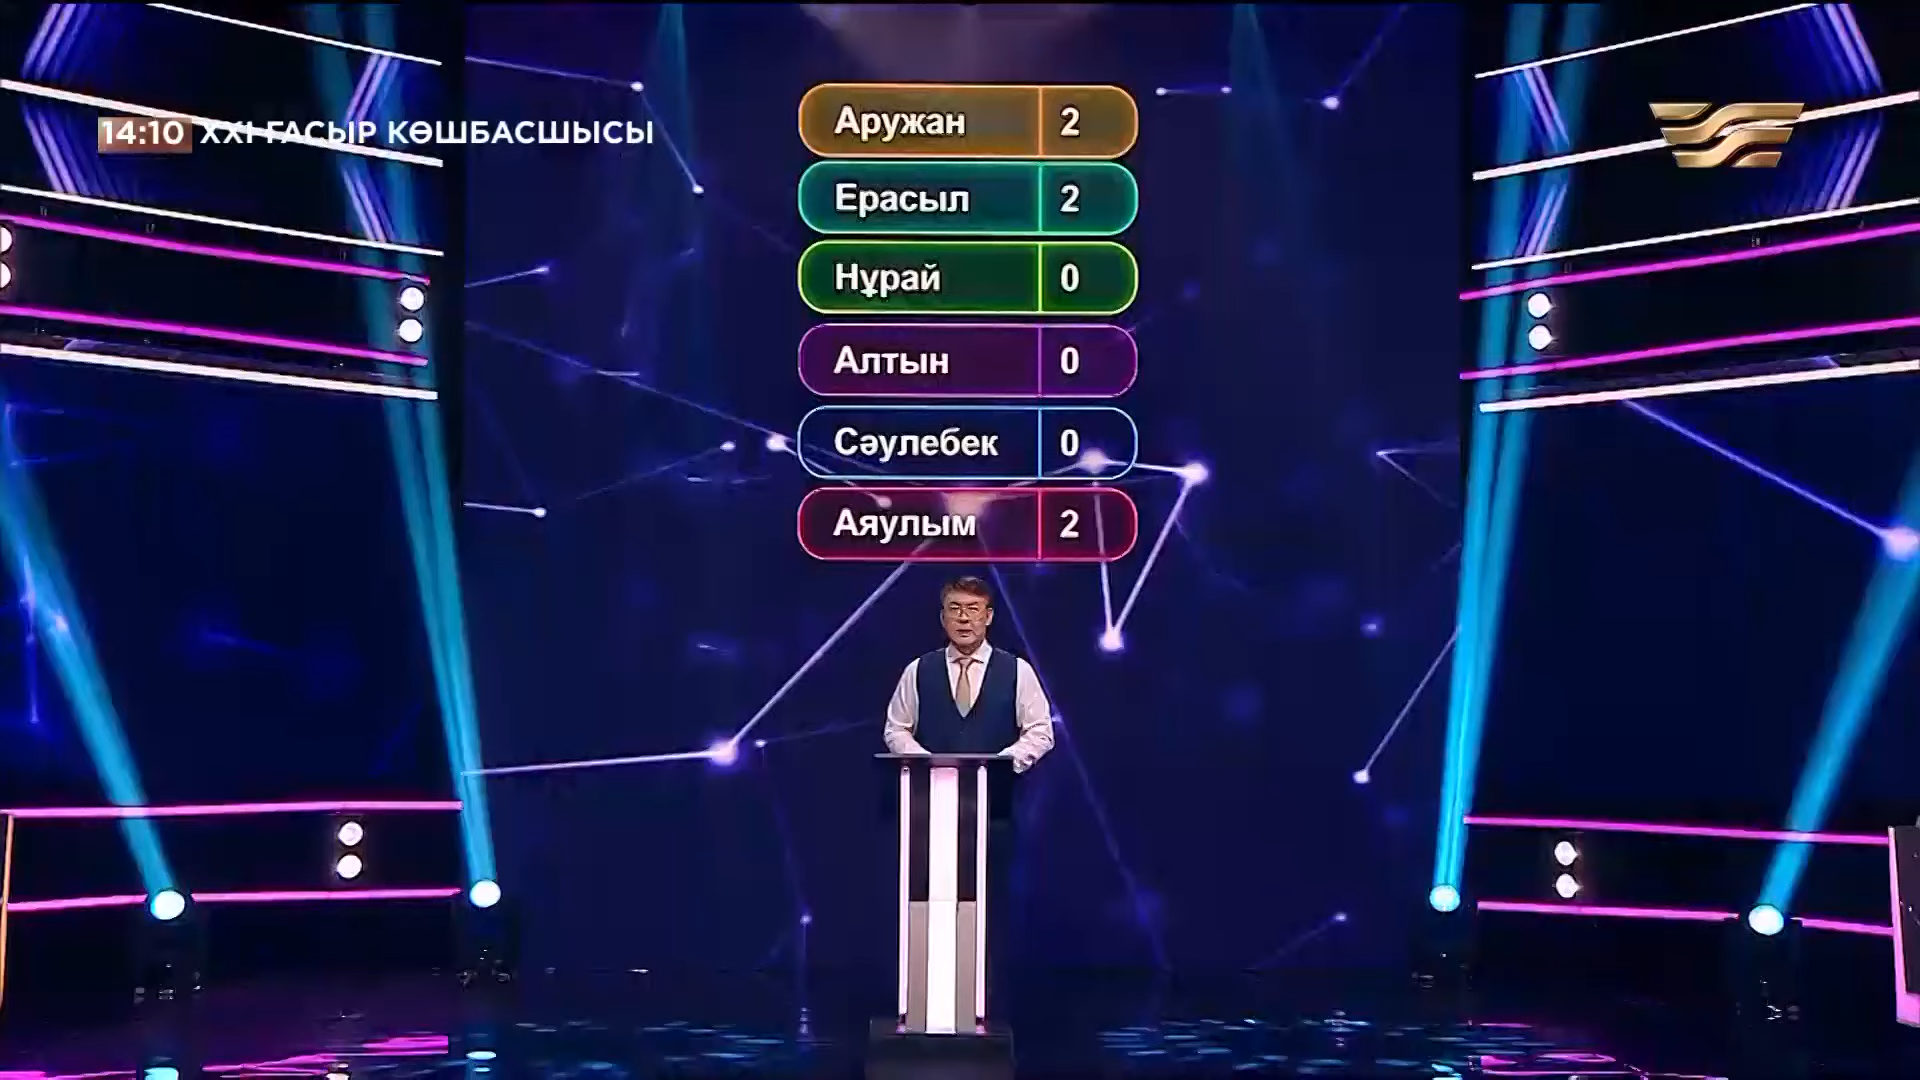 14:10 XXI ҒАСЫР КӨШБАСШЫСЫ
Аружан 2
Ерасыл 2
Нұрай 0
Алтын 0
Сәулебек 0
Аяулым 2